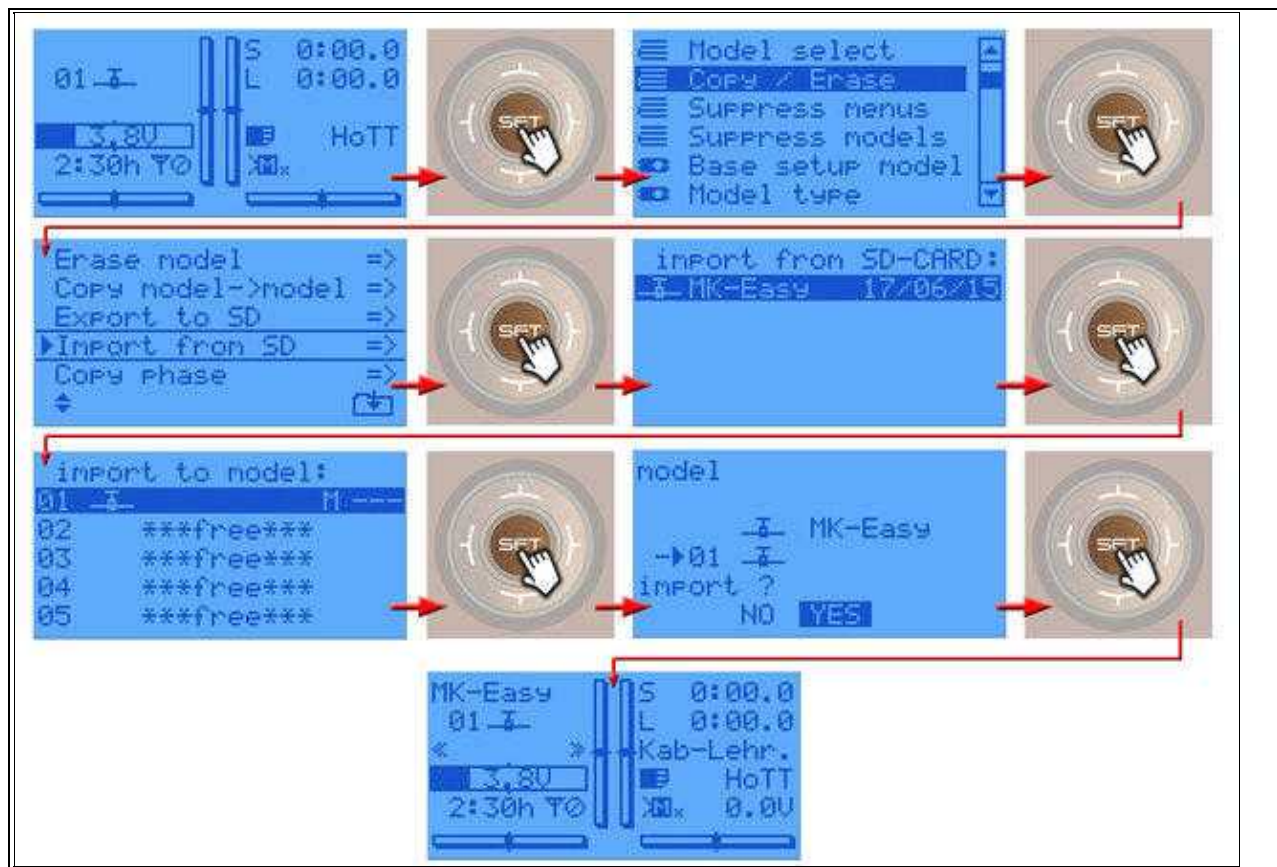 S 0:00.0
01 L 0:00.0
3.8V HoTT
2:30h M x
SET
Model select
Copy / Erase
Suppress menus
Suppress models
Base setup model
Model type
SET
Erase model =>
Copy model->model =>
Export to SD =>
Import from SD =>
Copy phase =>
SET
import from SD-CARD:
MK-Easy 17/06/15
SET
import to model:
01 M ---
02 ***free***
03 ***free***
04 ***free***
05 ***free***
SET
model
MK-Easy
01
import ?
NO YES
SET
MK-Easy S 0:00.0
01 L 0:00.0
« » Kab-Lehr.
3.8V HoTT
2:30h M x 0.0V